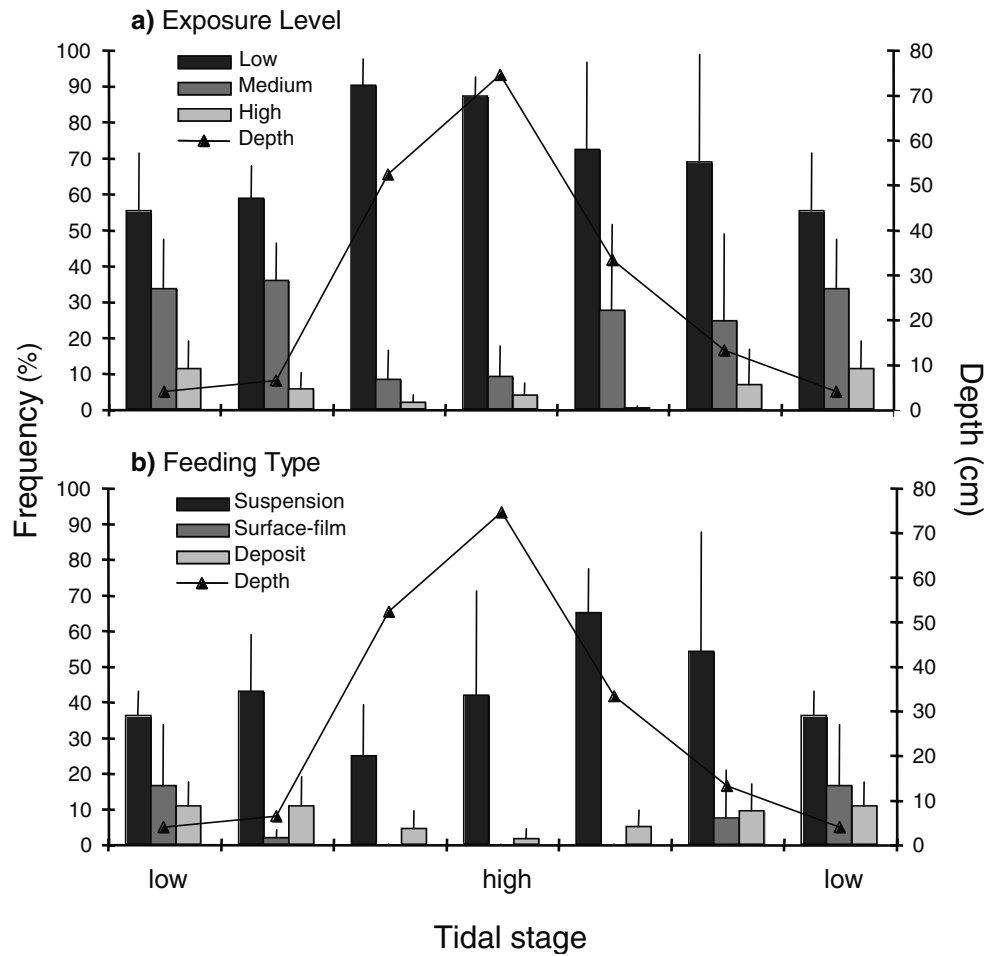 a) Exposure Level
Low
Medium
High
Depth
100
90
80
70
60
50
40
30
20
10
0
80
70
60
50
40
30
20
10
0
Frequency (%)
Depth (cm)
b) Feeding Type
Suspension
Surface-film
Deposit
Depth
100
90
80
70
60
50
40
30
20
10
0
80
70
60
50
40
30
20
10
0
low high low
Tidal stage